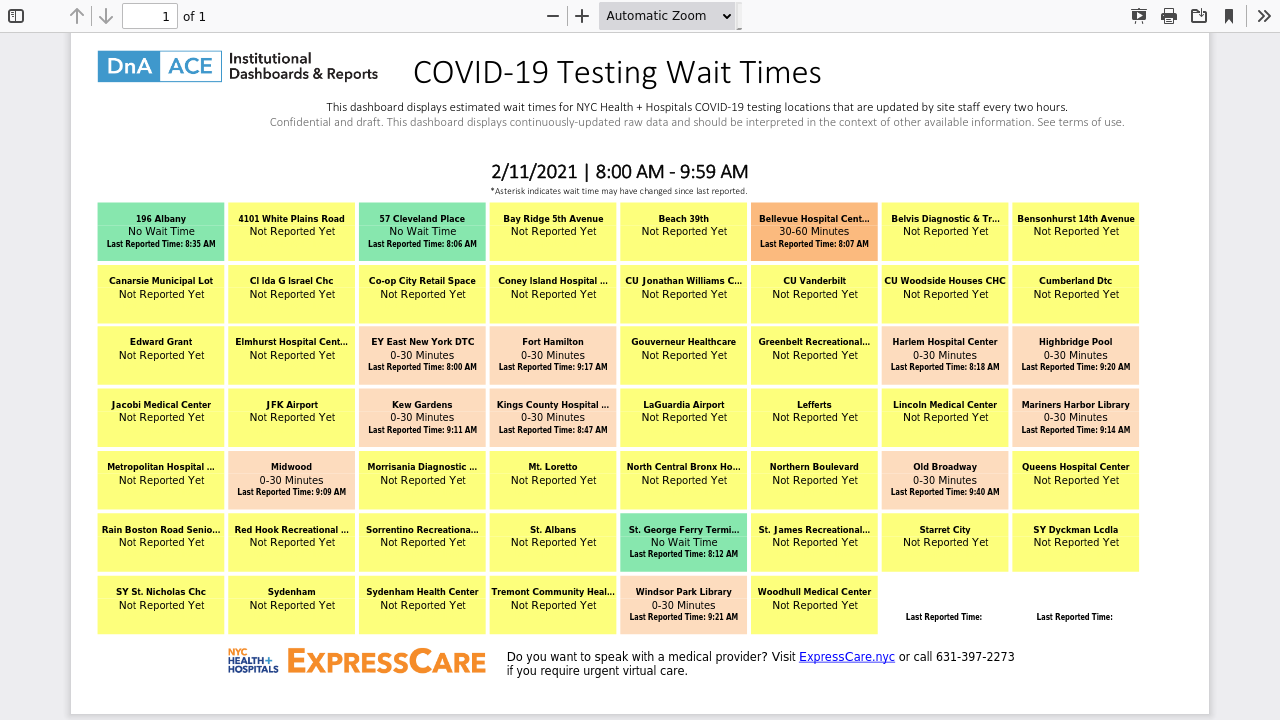 1 of 1 Automatic Zoom
DnA ACE Institutional
Dashboards & Reports
COVID-19 Testing Wait Times
This dashboard displays estimated wait times for NYC Health + Hospitals COVID-19 testing locations that are updated by site staff every two hours.
Confidential and draft. This dashboard displays continuously-updated raw data and should be interpreted in the context of other available information. See terms of use.
2/11/2021 | 8:00 AM - 9:59 AM
*Asterisk indicates wait time may have changed since last reported.
196 Albany
No Wait Time
Last Reported Time: 8:35 AM
4101 White Plains Road
Not Reported Yet
57 Cleveland Place
No Wait Time
Last Reported Time: 8:06 AM
Bay Ridge 5th Avenue
Not Reported Yet
Beach 39th
Not Reported Yet
Bellevue Hospital Cent...
30-60 Minutes
Last Reported Time: 8:07 AM
Belvis Diagnostic & Tr...
Not Reported Yet
Bensonhurst 14th Avenue
Not Reported Yet
Canarsie Municipal Lot
Not Reported Yet
CI Ida G Israel Chc
Not Reported Yet
Co-op City Retail Space
Not Reported Yet
Coney Island Hospital ...
Not Reported Yet
CU Jonathan Williams C...
Not Reported Yet
CU Vanderbilt
Not Reported Yet
CU Woodside Houses CHC
Not Reported Yet
Cumberland Dtc
Not Reported Yet
Edward Grant
Not Reported Yet
Elmhurst Hospital Cent...
Not Reported Yet
EY East New York DTC
0-30 Minutes
Last Reported Time: 8:00 AM
Fort Hamilton
0-30 Minutes
Last Reported Time: 9:17 AM
Gouverneur Healthcare
Not Reported Yet
Greenbelt Recreational...
Not Reported Yet
Harlem Hospital Center
0-30 Minutes
Last Reported Time: 8:18 AM
Highbridge Pool
0-30 Minutes
Last Reported Time: 9:20 AM
Jacobi Medical Center
Not Reported Yet
JFK Airport
Not Reported Yet
Kew Gardens
0-30 Minutes
Last Reported Time: 9:11 AM
Kings County Hospital ...
0-30 Minutes
Last Reported Time: 8:47 AM
LaGuardia Airport
Not Reported Yet
Lefferts
Not Reported Yet
Lincoln Medical Center
Not Reported Yet
Mariners Harbor Library
0-30 Minutes
Last Reported Time: 9:14 AM
Metropolitan Hospital ...
Not Reported Yet
Midwood
0-30 Minutes
Last Reported Time: 9:09 AM
Morrisania Diagnostic ...
Not Reported Yet
Mt. Loretto
Not Reported Yet
North Central Bronx Ho...
Not Reported Yet
Northern Boulevard
Not Reported Yet
Old Broadway
0-30 Minutes
Last Reported Time: 9:40 AM
Queens Hospital Center
Not Reported Yet
Rain Boston Road Senio...
Not Reported Yet
Red Hook Recreational ...
Not Reported Yet
Sorrentino Recreationa...
Not Reported Yet
St. Albans
Not Reported Yet
St. George Ferry Termi...
No Wait Time
Last Reported Time: 8:12 AM
St. James Recreational...
Not Reported Yet
Starret City
Not Reported Yet
SY Dyckman Lcdla
Not Reported Yet
SY St. Nicholas Chc
Not Reported Yet
Sydenham
Not Reported Yet
Sydenham Health Center
Not Reported Yet
Tremont Community Heal...
Not Reported Yet
Windsor Park Library
0-30 Minutes
Last Reported Time: 9:21 AM
Woodhull Medical Center
Not Reported Yet
Last Reported Time:
Last Reported Time:
NYC
HEALTH+
HOSPITALS
EXPRESSCARE
Do you want to speak with a medical provider? Visit ExpressCare.nyc or call 631-397-2273
if you require urgent virtual care.